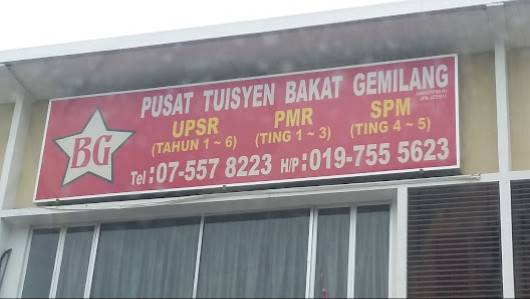 PUSAT TUISYEN BAKAT GEMILANG
BG
UPSR PMR SPM
(TAHUN 1 ~ 6) (TING 1 ~ 3) (TING 4 ~ 5)
Tel : 07-557 8223 H/P : 019-755 5623